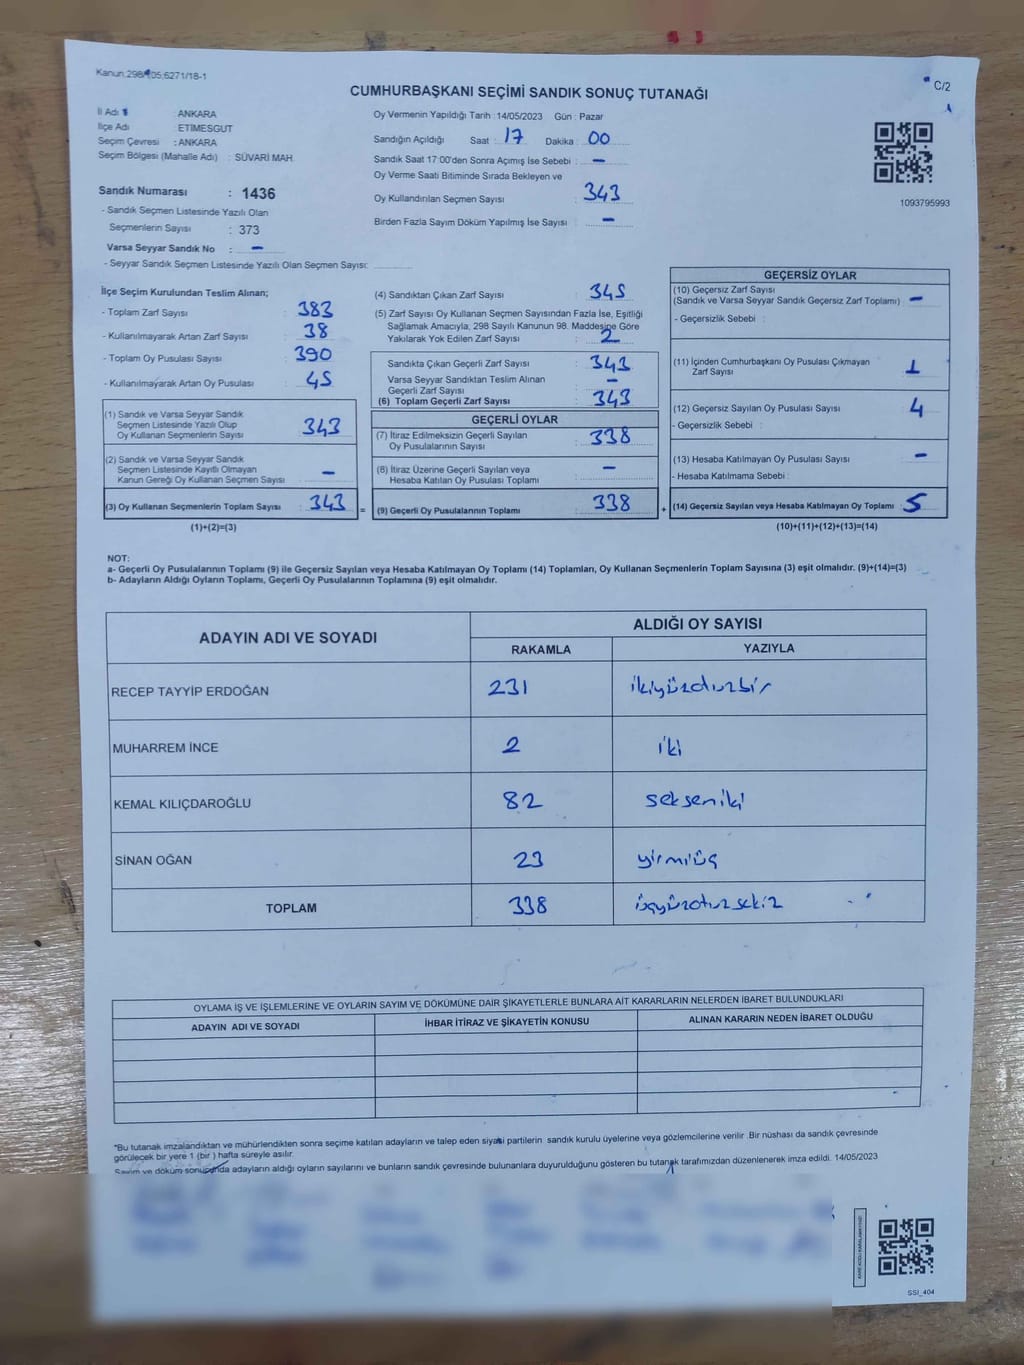 Kanun:298/105;6271/18-1
C/2
CUMHURBAŞKANI SEÇİMİ SANDIK SONUÇ TUTANAĞI
İl Adı : ANKARA
İlçe Adı : ETİMESGUT
Seçim Çevresi : ANKARA
Seçim Bölgesi (Mahalle Adı) : SÜVARİ MAH.
Sandık Numarası : 1436
- Sandık Seçmen Listesinde Yazılı Olan
Seçmenlerin Sayısı : 373
Varsa Seyyar Sandık No : –
- Seyyar Sandık Seçmen Listesinde Yazılı Olan Seçmen Sayısı:
Oy Vermenin Yapıldığı Tarih : 14/05/2023 Gün : Pazar
Sandığın Açıldığı Saat : 17 Dakika : 00
Sandık Saat 17:00'den Sonra Açımış İse Sebebi : –
Oy Verme Saati Bitiminde Sırada Bekleyen ve
Oy Kullandırılan Seçmen Sayısı : 343
Birden Fazla Sayım Döküm Yapılmış İse Sayısı : –
1093795993
İlçe Seçim Kurulundan Teslim Alınan;
- Toplam Zarf Sayısı : 383
- Kullanılmayarak Artan Zarf Sayısı : 38
- Toplam Oy Pusulası Sayısı : 390
- Kullanılmayarak Artan Oy Pusulası : 45
(1) Sandık ve Varsa Seyyar Sandık
Seçmen Listesinde Yazılı Olup
Oy Kullanan Seçmenlerin Sayısı : 343
(2) Sandık ve Varsa Seyyar Sandık
Seçmen Listesinde Kayıtlı Olmayan
Kanun Gereği Oy Kullanan Seçmen Sayısı : –
(3) Oy Kullanan Seçmenlerin Toplam Sayısı : 343 =
(1)+(2)=(3)
(4) Sandıktan Çıkan Zarf Sayısı : 345
(5) Zarf Sayısı Oy Kullanan Seçmen Sayısından Fazla İse, Eşitliği
Sağlamak Amacıyla, 298 Sayılı Kanunun 98. Maddesine Göre
Yakılarak Yok Edilen Zarf Sayısı : 2
Sandıkta Çıkan Geçerli Zarf Sayısı : 343
Varsa Seyyar Sandıktan Teslim Alınan
Geçerli Zarf Sayısı : –
(6) Toplam Geçerli Zarf Sayısı : 343
GEÇERLİ OYLAR
(7) İtiraz Edilmeksizin Geçerli Sayılan
Oy Pusulalarının Sayısı : 338
(8) İtiraz Üzerine Geçerli Sayılan veya
Hesaba Katılan Oy Pusulası Toplamı : –
(9) Geçerli Oy Pusulalarının Toplamı : 338 +
GEÇERSİZ OYLAR
(10) Geçersiz Zarf Sayısı
(Sandık ve Varsa Seyyar Sandık Geçersiz Zarf Toplamı) : –
- Geçersizlik Sebebi :
(11) İçinden Cumhurbaşkanı Oy Pusulası Çıkmayan
Zarf Sayısı : 1
(12) Geçersiz Sayılan Oy Pusulası Sayısı : 4
- Geçersizlik Sebebi :
(13) Hesaba Katılmayan Oy Pusulası Sayısı : –
- Hesaba Katılmama Sebebi :
(14) Geçersiz Sayılan veya Hesaba Katılmayan Oy Toplamı : 5
(10)+(11)+(12)+(13)=(14)
NOT:
a- Geçerli Oy Pusulalarının Toplamı (9) ile Geçersiz Sayılan veya Hesaba Katılmayan Oy Toplamı (14) Toplamları, Oy Kullanan Seçmenlerin Toplam Sayısına (3) eşit olmalıdır. (9)+(14)=(3)
b- Adayların Aldığı Oyların Toplamı, Geçerli Oy Pusulalarının Toplamına (9) eşit olmalıdır.
ADAYIN ADI VE SOYADI ALDIĞI OY SAYISI
RAKAMLA YAZIYLA
RECEP TAYYİP ERDOĞAN 231 ikiyüzotuzbir
MUHARREM İNCE 2 iki
KEMAL KILIÇDAROĞLU 82 sekseniki
SİNAN OĞAN 23 yirmiüç
TOPLAM 338 üçyüzotuzsekiz
OYLAMA İŞ VE İŞLEMLERİNE VE OYLARIN SAYIM VE DÖKÜMÜNE DAİR ŞİKAYETLERLE BUNLARA AİT KARARLARIN NELERDEN İBARET BULUNDUKLARI
ADAYIN ADI VE SOYADI İHBAR İTİRAZ VE ŞİKAYETİN KONUSU ALINAN KARARIN NEDEN İBARET OLDUĞU
*Bu tutanak imzalandıktan ve mühürlendikten sonra seçime katılan adayların ve talep eden siyasi partilerin sandık kurulu üyelerine veya gözlemcilerine verilir .Bir nüshası da sandık çevresinde
görülecek bir yere 1 (bir ) hafta süreyle asılır.
Sayım ve döküm sonucunda adayların aldığı oyların sayılarını ve bunların sandık çevresinde bulunanlara duyurulduğunu gösteren bu tutanak tarafımızdan düzenlenerek imza edildi. 14/05/2023
SSI_404